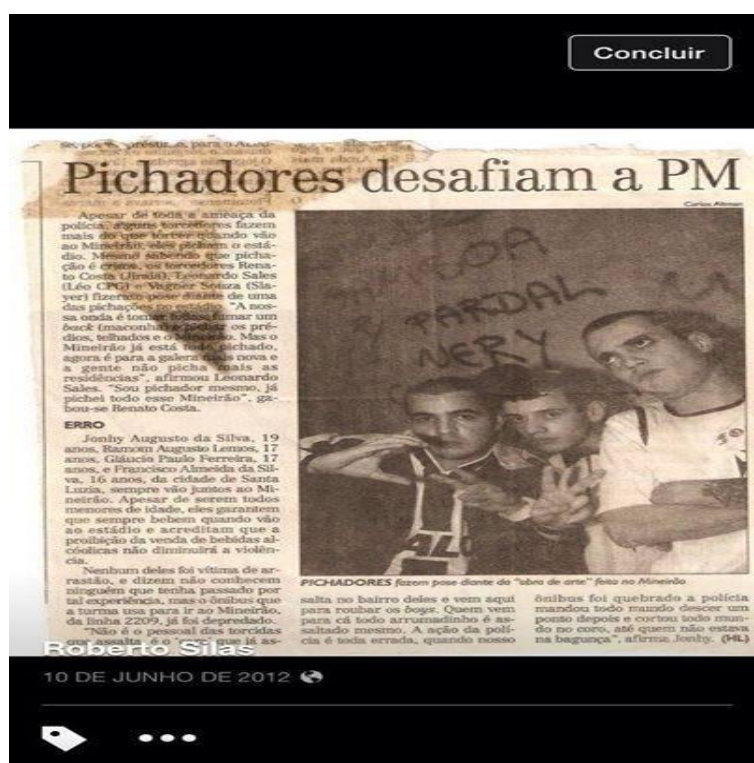 Concluir
Pichadores desafiam a PM
Carlos Altman
Apesar de toda a ameaça da
polícia, alguns torcedores fazem
mais do que torcer quando vão
ao Mineirão, eles picham o está-
dio. Mesmo sabendo que picha-
ção é crime, os torcedores Rena-
to Costa (Jirafa), Leonardo Sales
(Léo CPG) e Vagner Souza (Sla-
yer) fizeram pose diante de uma
das pichações no estádio. "A nos-
sa onda é tomar todas, fumar um
back (maconha) e pichar os pré-
dios, telhados e o Mineirão. Mas o
Mineirão já está todo pichado,
agora é para a galera mais nova e
a gente não picha mais as
residências", afirmou Leonardo
Sales. "Sou pichador mesmo, já
pichei todo esse Mineirão", ga-
bou-se Renato Costa.
ERRO
Jonhy Augusto da Silva, 19
anos, Ramom Augusto Lemos, 17
anos, Gláucio Paulo Ferreira, 17
anos, e Francisco Almeida da Sil-
va, 16 anos, da cidade de Santa
Luzia, sempre vão juntos ao Mi-
neirão. Apesar de serem todos
menores de idade, eles garantem
que sempre bebem quando vão
ao estádio e acreditam que a
proibição da venda de bebidas al-
cóolicas não diminuirá a violên-
cia.
Nenhum deles foi vítima de ar-
rastão, e dizem não conhecem
ninguém que tenha passado por
tal experiência, mas o ônibus que
a turma usa para ir ao Mineirão,
da linha 2209, já foi depredado.
"Não é o pessoal das torcidas
que assalta, é o que já as-
TARDAL
NERY
PICHADORES fazem pose diante da "obra de arte" feita no Mineirão
salta no bairro deles e vem aqui
para roubar os boys. Quem vem
para cá todo arrumadinho é as-
saltado mesmo. A ação da polí-
cia é toda errada, quando nosso
ônibus foi quebrado a polícia
mandou todo mundo descer um
ponto depois e cortou todo mun-
do no coro, até quem não estava
na bagunça", afirma Jonhy. (HL)
Roberto Silas
10 DE JUNHO DE 2012